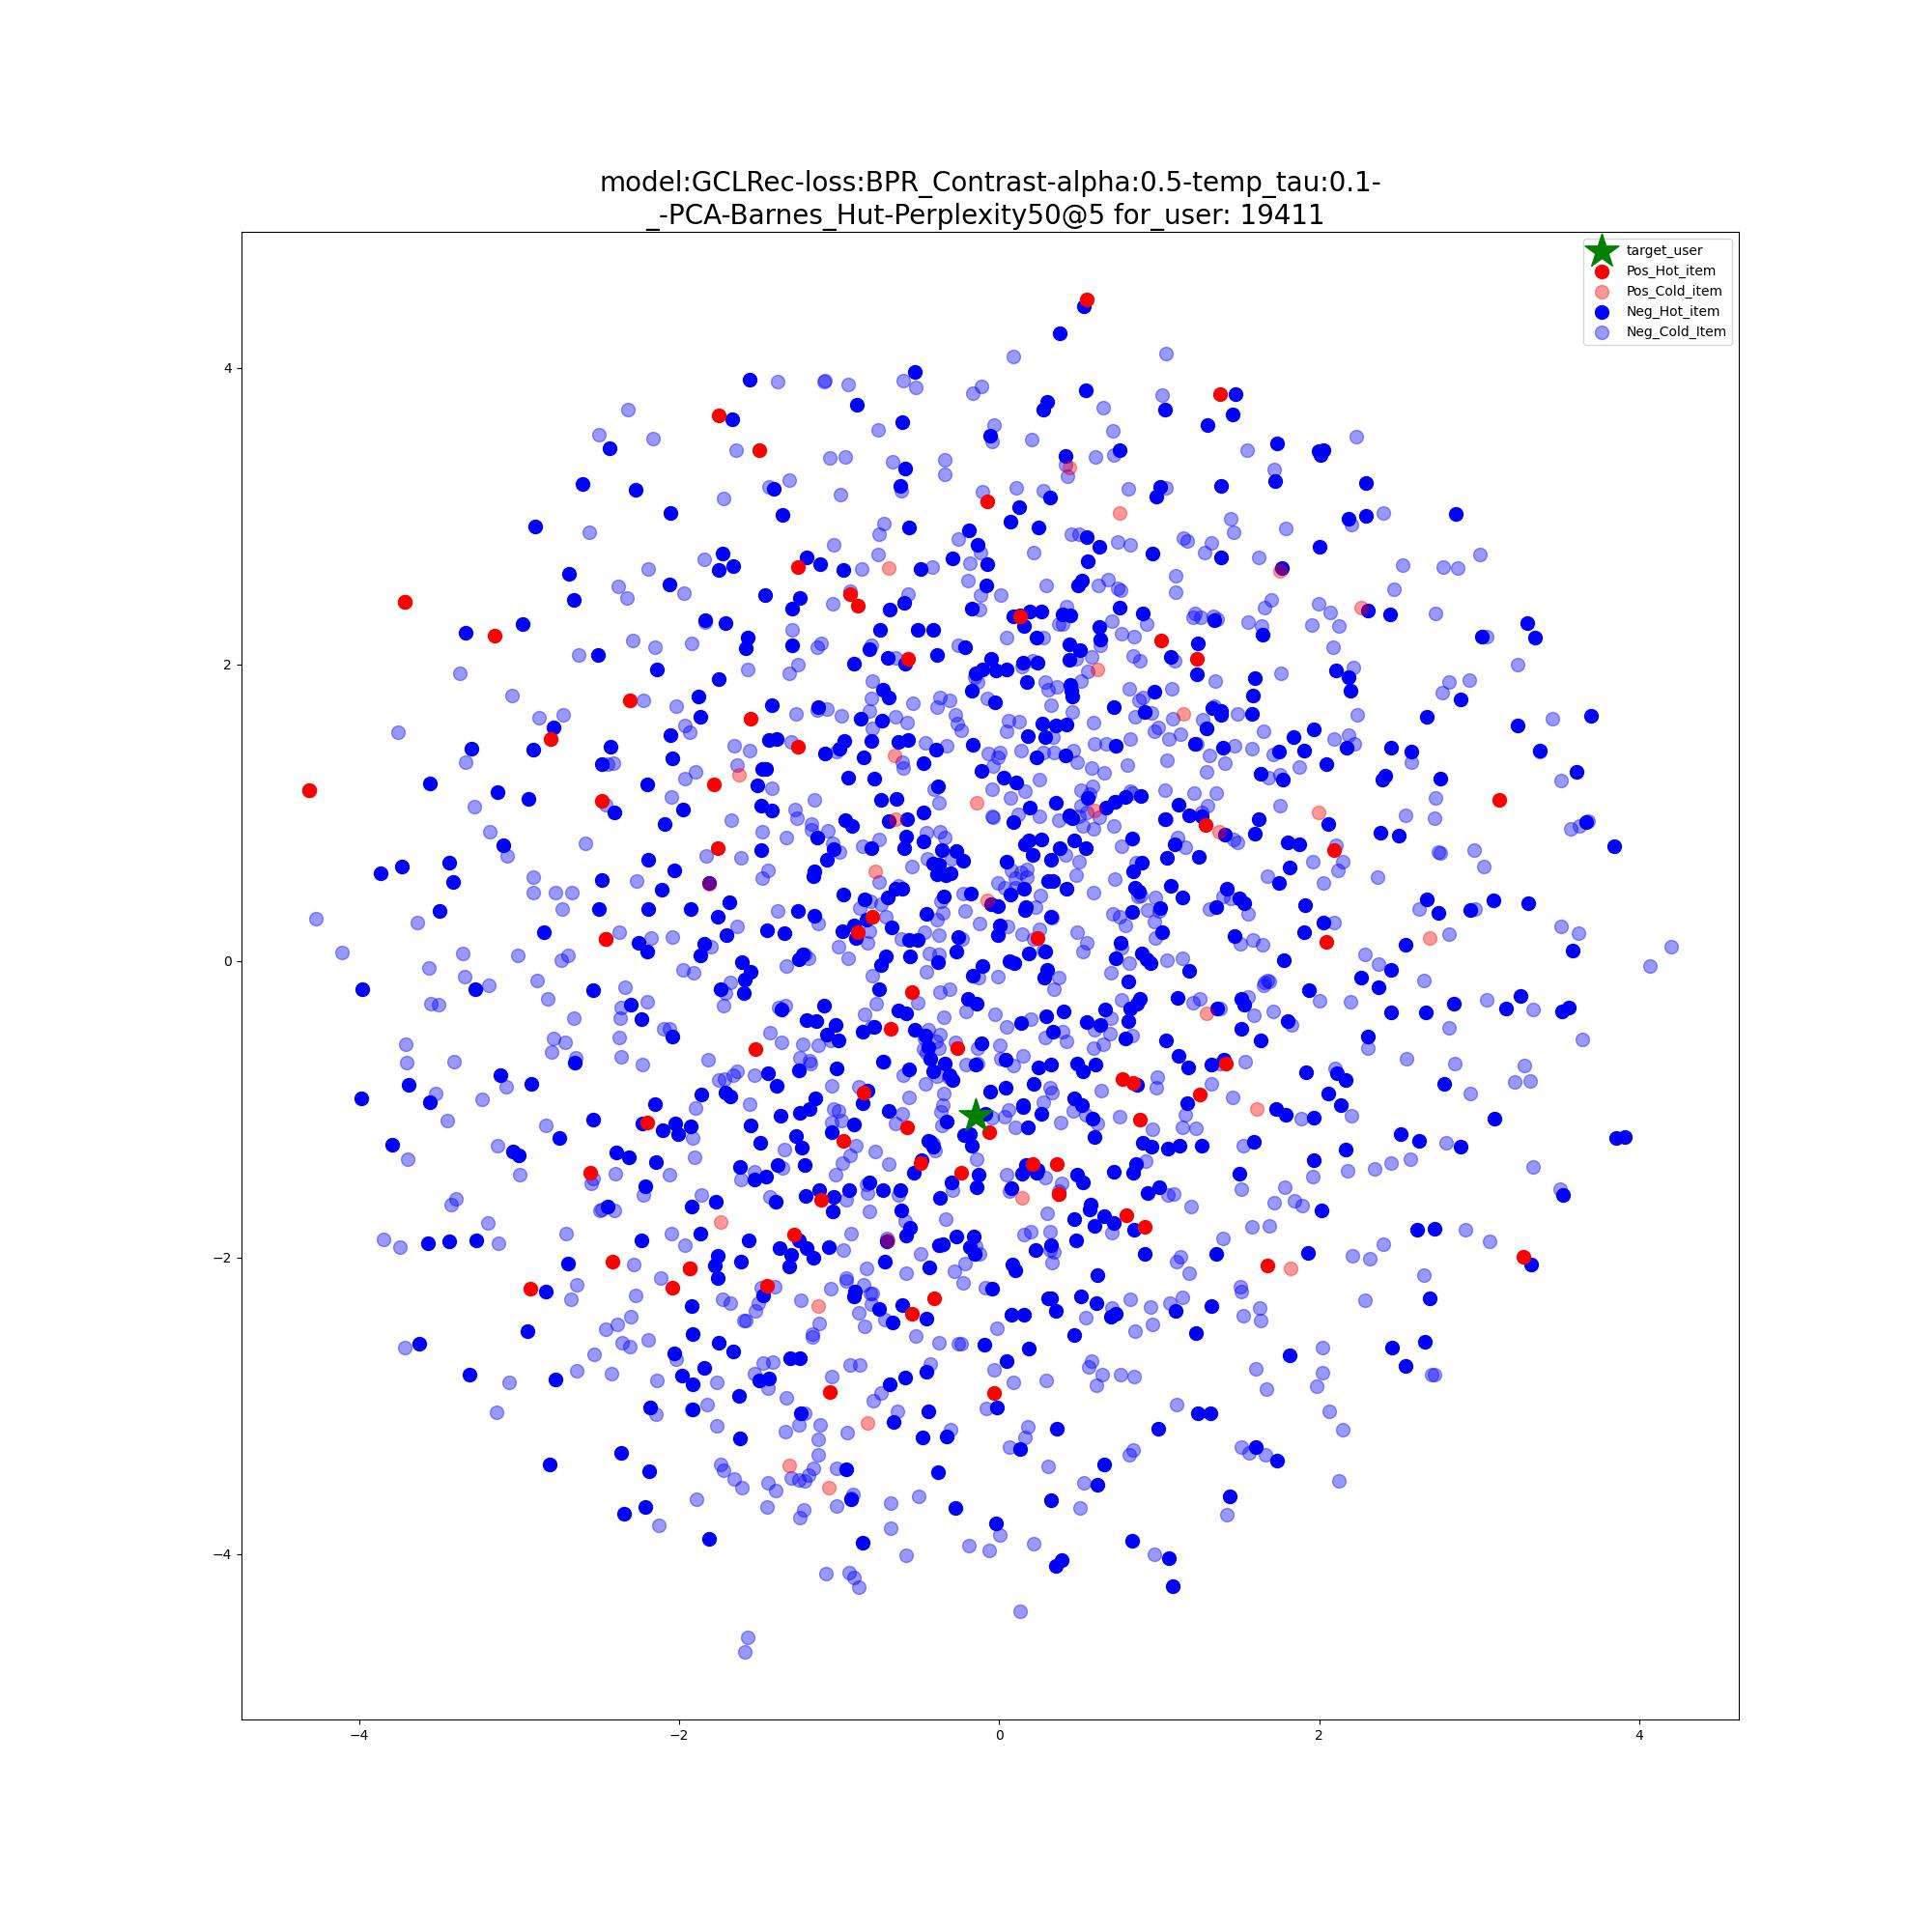 model:GCLRec-loss:BPR_Contrast-alpha:0.5-temp_tau:0.1-
_-PCA-Barnes_Hut-Perplexity50@5 for_user: 19411
target_user
Pos_Hot_item
Pos_Cold_item
Neg_Hot_item
Neg_Cold_Item
4
2
0
−2
−4
−4
−2
0
2
4